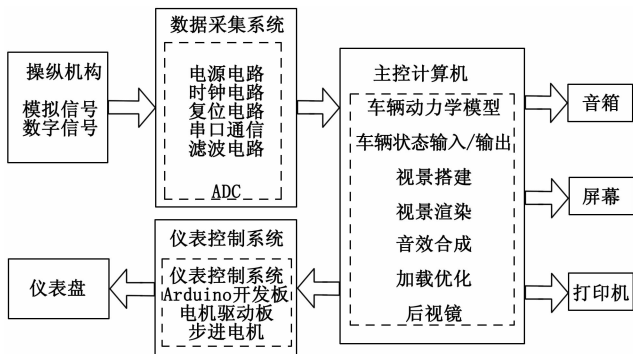 操纵机构
模拟信号
数字信号
数据采集系统
电源电路
时钟电路
复位电路
串口通信
滤波电路
ADC
主控计算机
车辆动力学模型
车辆状态输入/输出
视景搭建
视景渲染
音效合成
加载优化
后视镜
音箱
屏幕
打印机
仪表控制系统
仪表控制系统
Arduino开发板
电机驱动板
步进电机
仪表盘